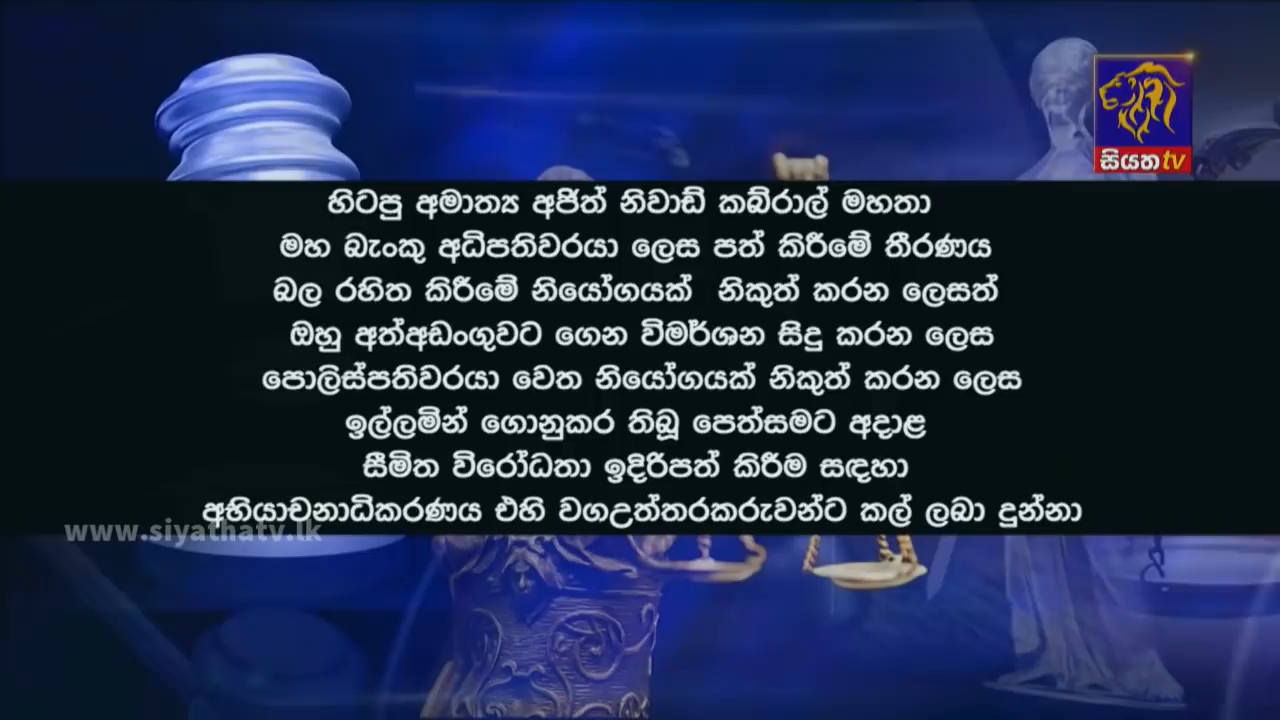 සියත tv
හිටපු අමාත්‍ය අජිත් නිවාඩ් කබ්රාල් මහතා
මහ බැංකු අධිපතිවරයා ලෙස පත් කිරීමේ තීරණය
බල රහිත කිරීමේ නියෝගයක් නිකුත් කරන ලෙසත්
ඔහු අත්අඩංගුවට ගෙන විමර්ශන සිදු කරන ලෙස
පොලිස්පතිවරයා වෙත නියෝගයක් නිකුත් කරන ලෙස
ඉල්ලමින් ගොනුකර තිබූ පෙත්සමට අදාළ
සීමිත විරෝධතා ඉදිරිපත් කිරීම සඳහා
අභියාචනාධිකරණය එහි වගඋත්තරකරුවන්ට කල් ලබා දුන්නා
www.siyathatv.lk